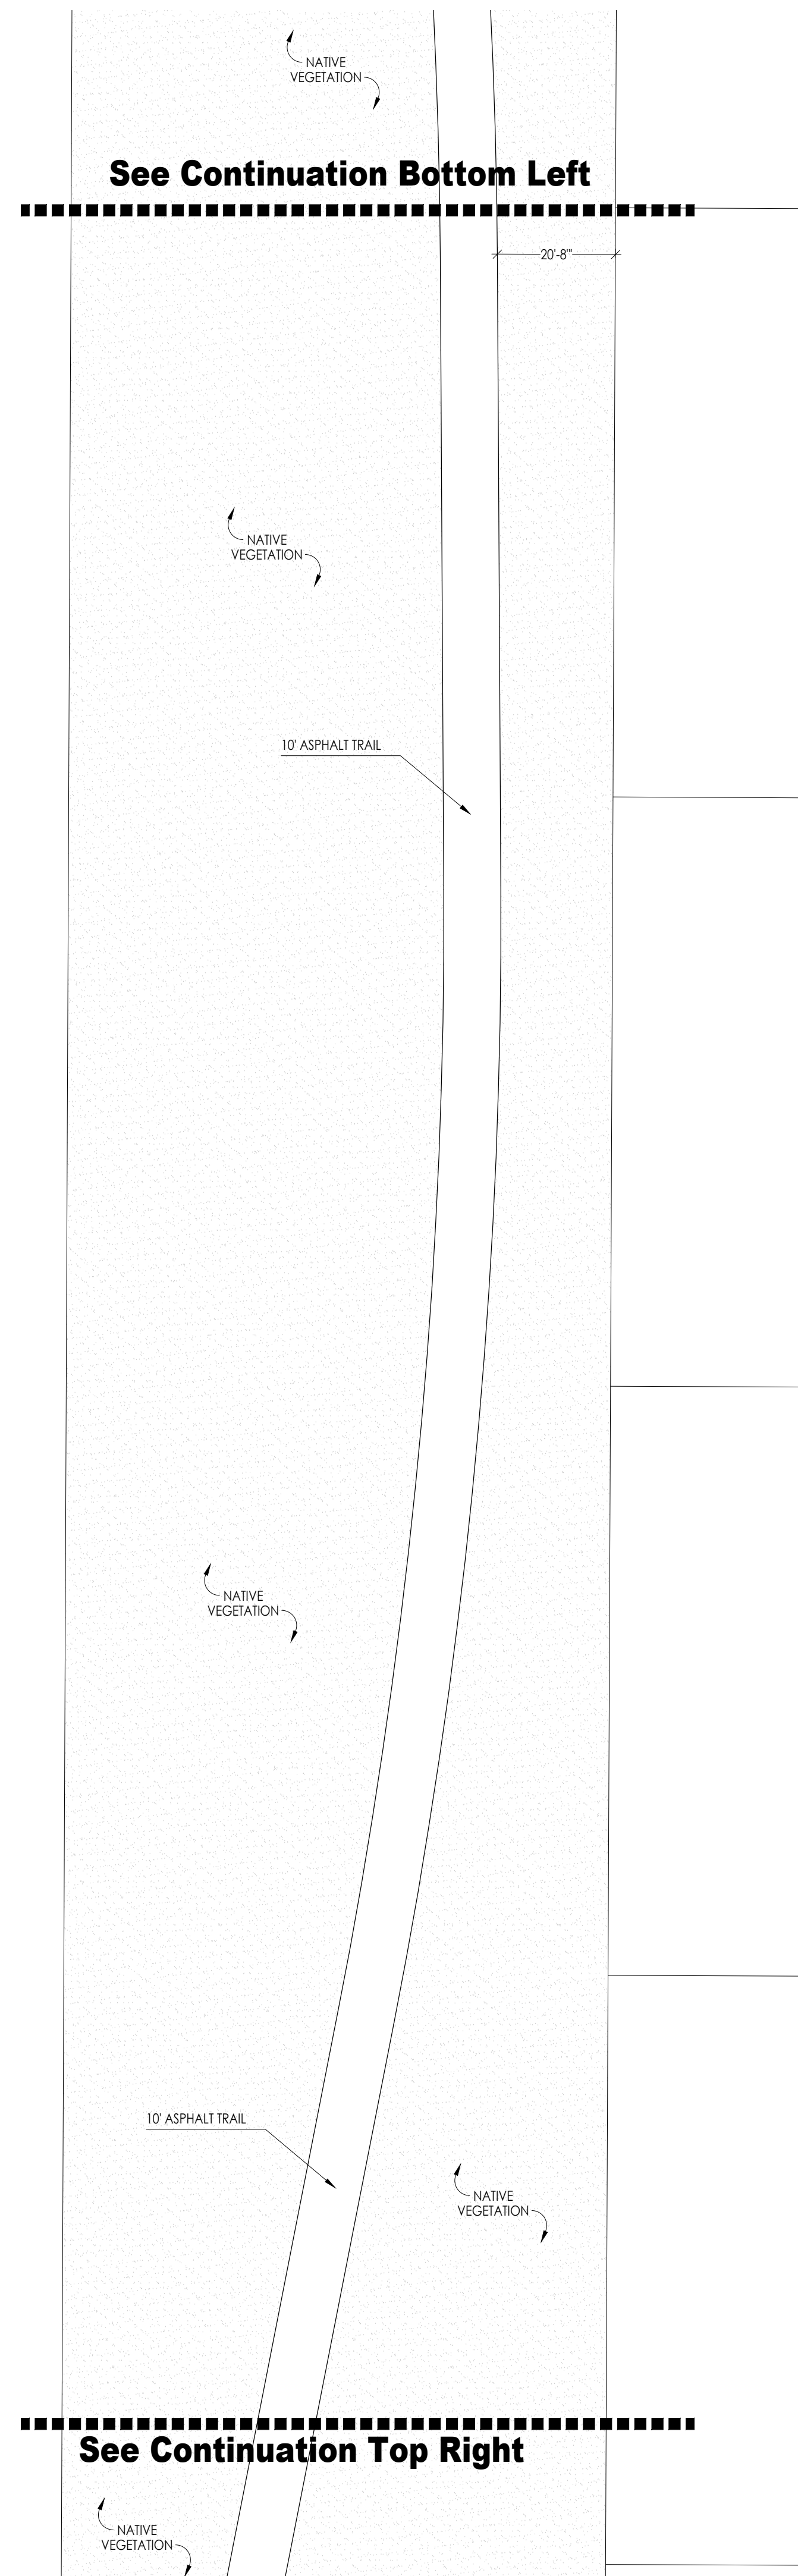 NATIVE
VEGETATION
See Continuation Bottom Left
20'-8"'
NATIVE
VEGETATION
10' ASPHALT TRAIL
NATIVE
VEGETATION
10' ASPHALT TRAIL
NATIVE
VEGETATION
See Continuation Top Right
NATIVE
VEGETATION